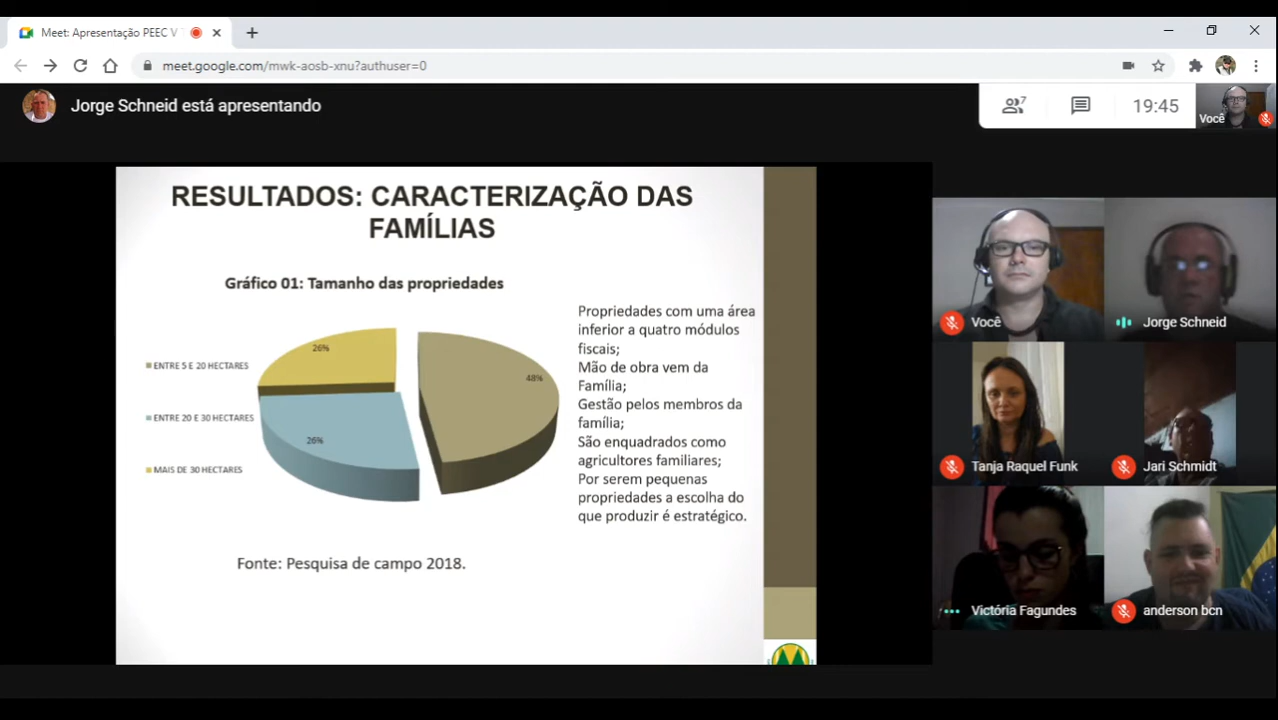 Meet: Apresentação PEEC V T
meet.google.com/mwk-aosb-xnu?authuser=0
Jorge Schneid está apresentando
7
19:45
Você
RESULTADOS: CARACTERIZAÇÃO DAS
FAMÍLIAS
Gráfico 01: Tamanho das propriedades
ENTRE 5 E 20 HECTARES
ENTRE 20 E 30 HECTARES
MAIS DE 30 HECTARES
26%
48%
26%
Propriedades com uma área
inferior a quatro módulos
fiscais;
Mão de obra vem da
Família;
Gestão pelos membros da
família;
São enquadrados como
agricultores familiares;
Por serem pequenas
propriedades a escolha do
que produzir é estratégico.
Fonte: Pesquisa de campo 2018.
Você
Jorge Schneid
Tanja Raquel Funk
Jari Schmidt
Victória Fagundes
anderson bcn